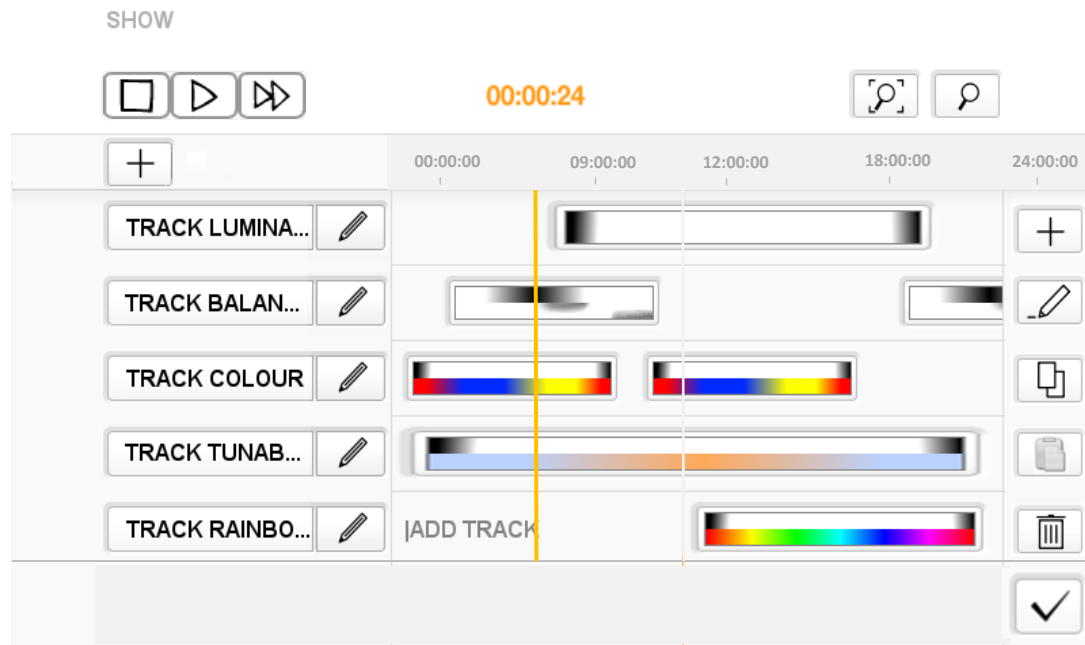 SHOW
00:00:24
00:00:00 09:00:00 12:00:00 18:00:00 24:00:00
TRACK LUMINA...
TRACK BALAN...
TRACK COLOUR
TRACK TUNAB...
TRACK RAINBO... |ADD TRACK